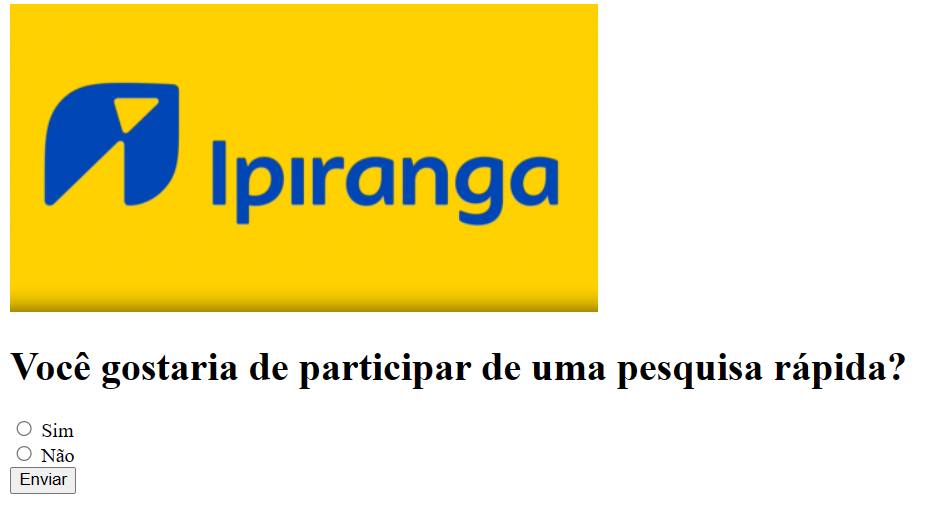 Ipiranga
Você gostaria de participar de uma pesquisa rápida?
Sim
Não
Enviar